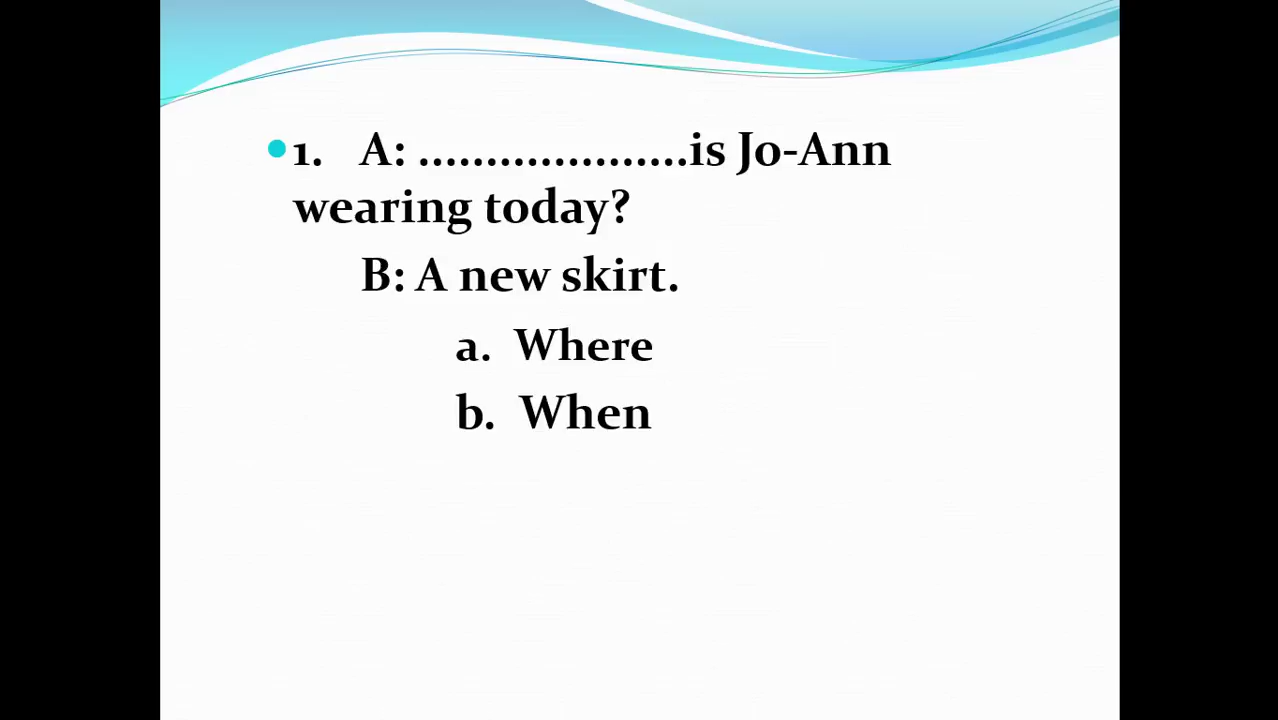 1. A: ....................is Jo-Ann
wearing today?
B: A new skirt.
a. Where
b. When